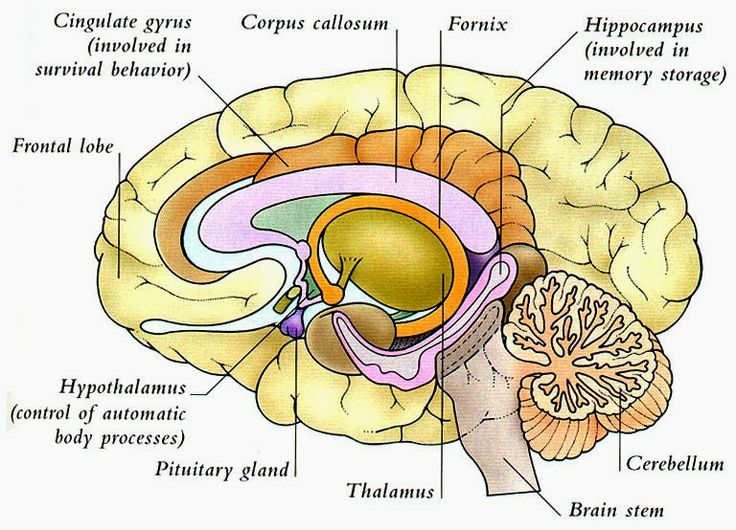 Cingulate gyrus
(involved in
survival behavior)
Corpus callosum
Fornix
Hippocampus
(involved in
memory storage)
Frontal lobe
Hypothalamus
(control of automatic
body processes)
Pituitary gland
Thalamus
Brain stem
Cerebellum